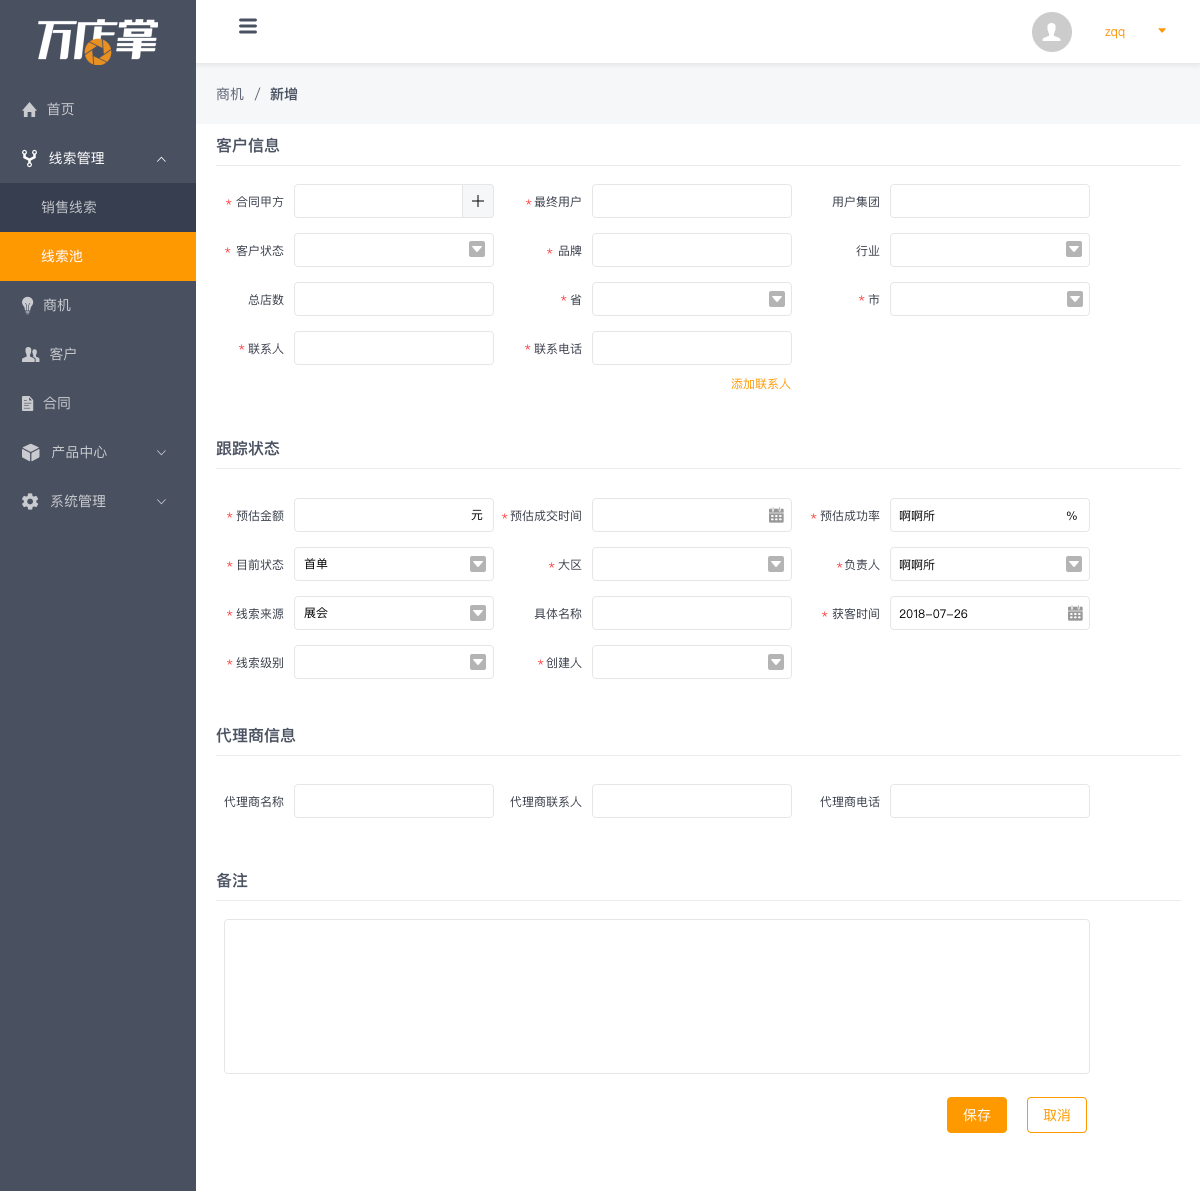 万店掌
zqq
首页
线索管理
销售线索
线索池
商机
客户
合同
产品中心
系统管理
商机 / 新增
客户信息
* 合同甲方 * 最终用户 用户集团
* 客户状态 * 品牌 行业
总店数 * 省 * 市
* 联系人 * 联系电话
添加联系人
跟踪状态
* 预估金额 元 * 预估成交时间 * 预估成功率 啊啊所 %
* 目前状态 首单 * 大区 * 负责人 啊啊所
* 线索来源 展会 具体名称 * 获客时间 2018-07-26
* 线索级别 * 创建人
代理商信息
代理商名称 代理商联系人 代理商电话
备注
保存 取消